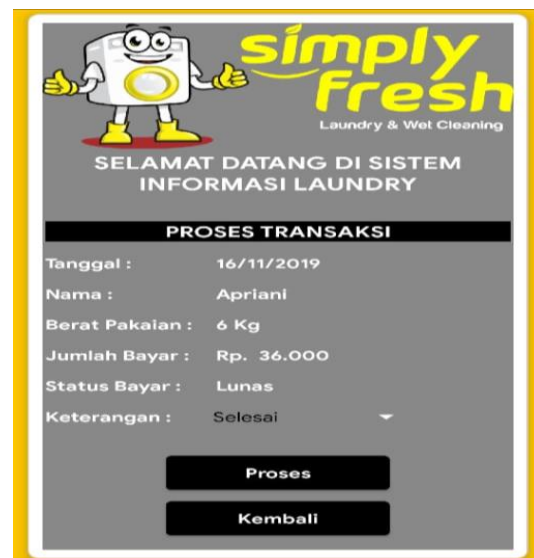 simply
fresh
Laundry & Wet Cleaning
SELAMAT DATANG DI SISTEM
INFORMASI LAUNDRY
PROSES TRANSAKSI
Tanggal : 16/11/2019
Nama : Apriani
Berat Pakaian : 6 Kg
Jumlah Bayar : Rp. 36.000
Status Bayar : Lunas
Keterangan : Selesai
Proses
Kembali